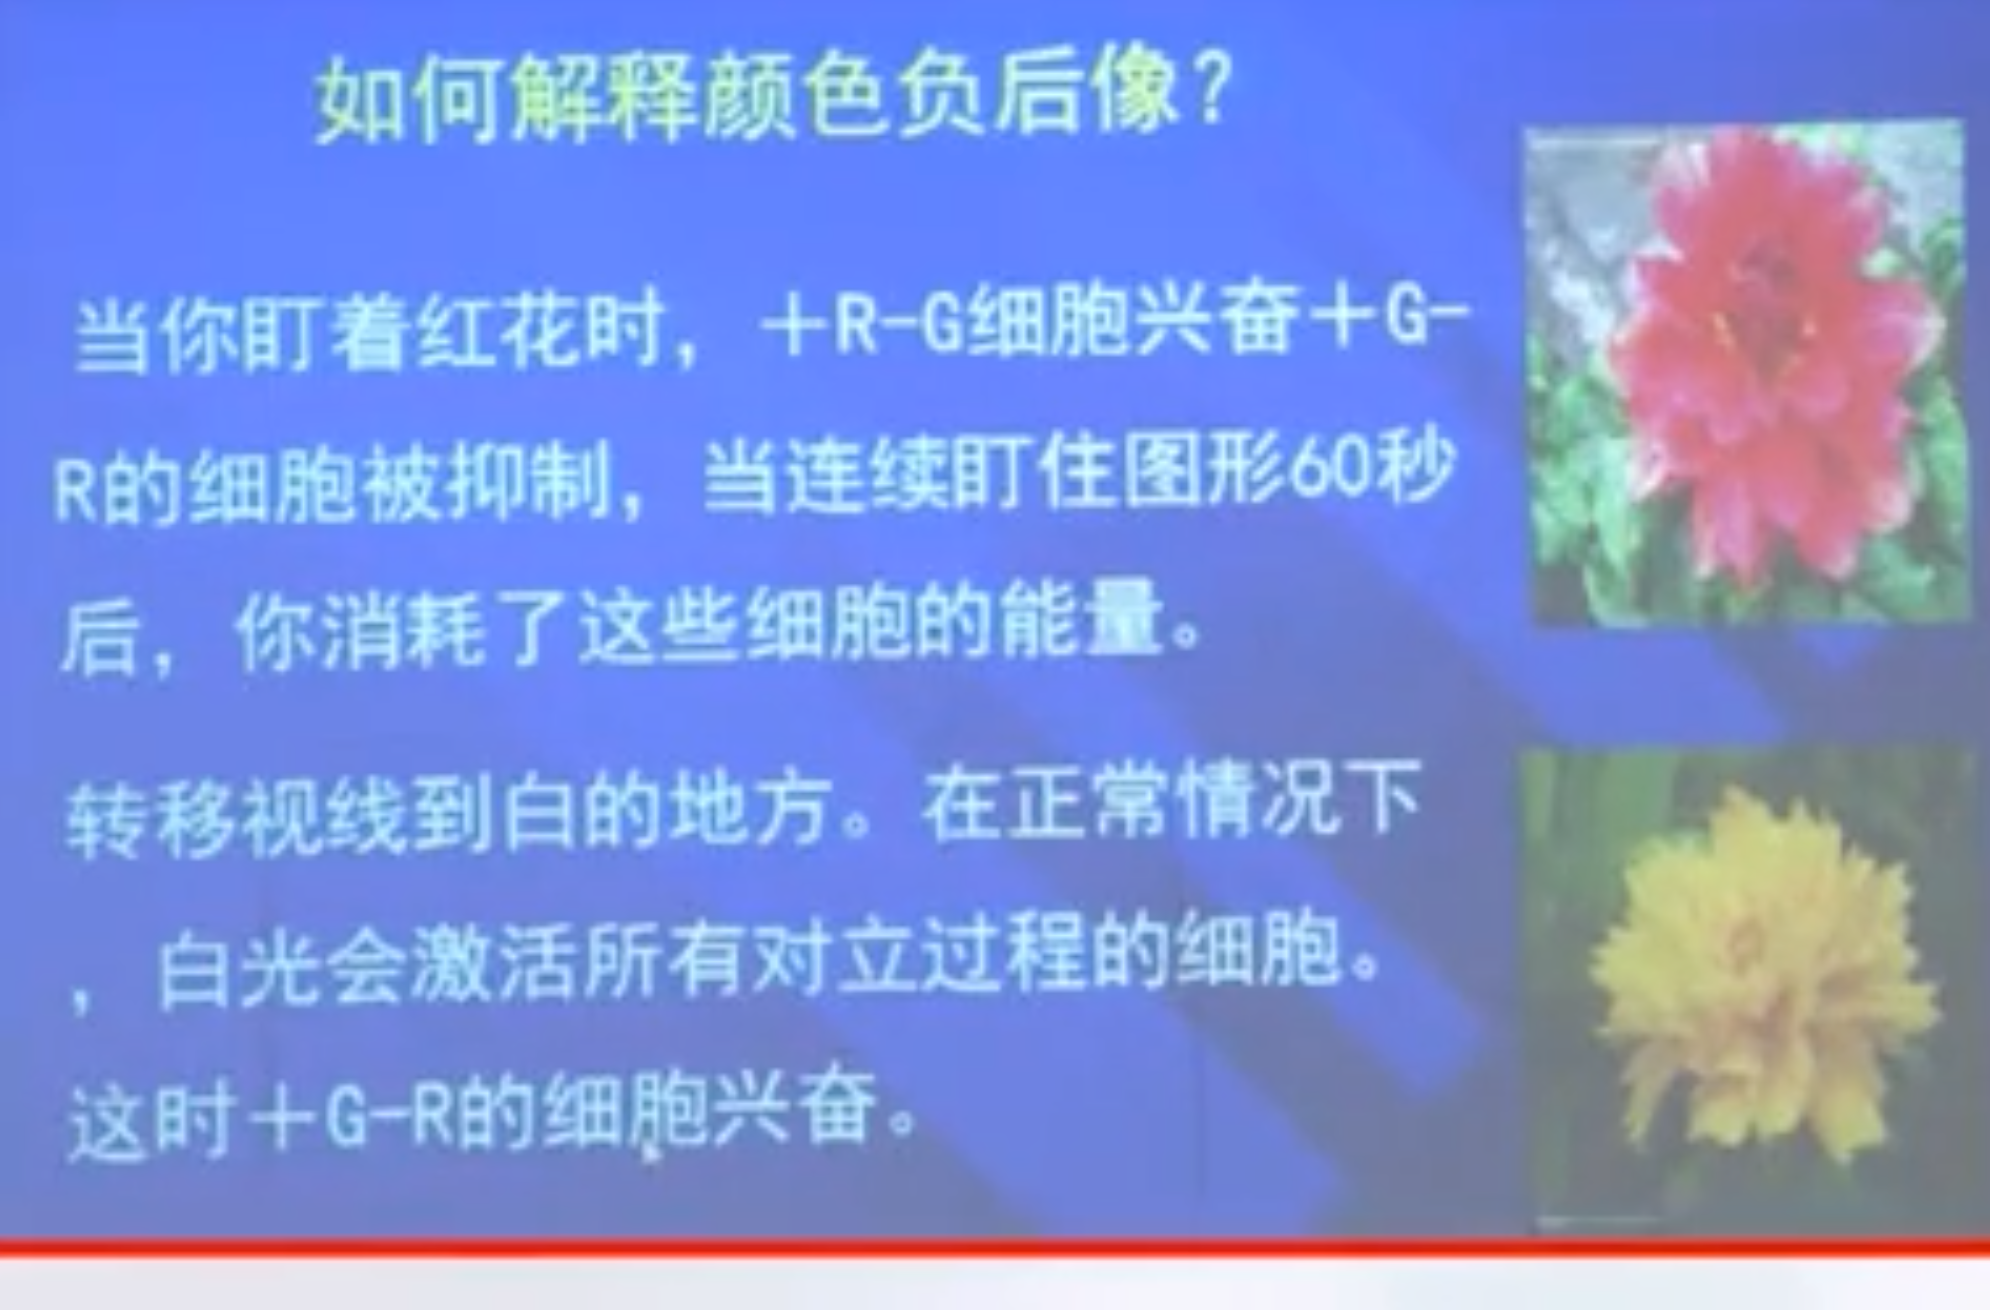 如何解释颜色负后像？
当你盯着红花时，＋R-G细胞兴奋＋G-
R的细胞被抑制，当连续盯住图形60秒
后，你消耗了这些细胞的能量。
转移视线到白的地方。在正常情况下
，白光会激活所有对立过程的细胞。
这时＋G-R的细胞兴奋。